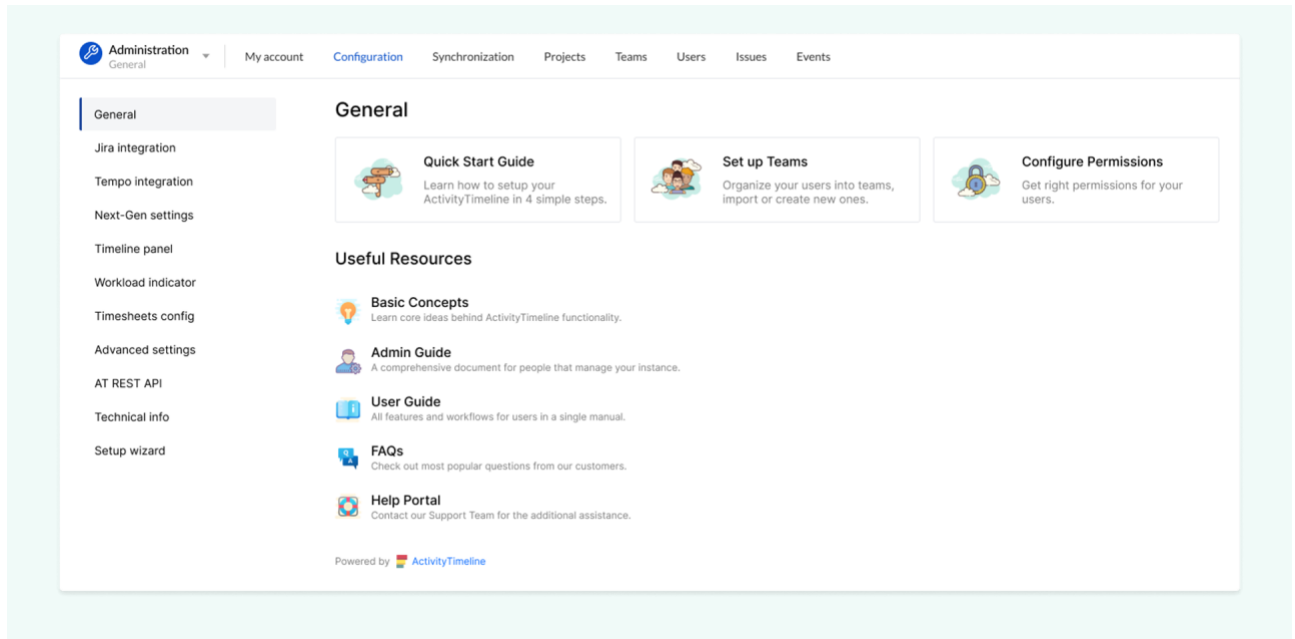 Administration
General
My account
Configuration
Synchronization
Projects
Teams
Users
Issues
Events
General
Jira integration
Tempo integration
Next-Gen settings
Timeline panel
Workload indicator
Timesheets config
Advanced settings
AT REST API
Technical info
Setup wizard
General
Quick Start Guide
Learn how to setup your
ActivityTimeline in 4 simple steps.
Set up Teams
Organize your users into teams,
import or create new ones.
Configure Permissions
Get right permissions for your
users.
Useful Resources
Basic Concepts
Learn core ideas behind ActivityTimeline functionality.
Admin Guide
A comprehensive document for people that manage your instance.
User Guide
All features and workflows for users in a single manual.
FAQs
Check out most popular questions from our customers.
Help Portal
Contact our Support Team for the additional assistance.
Powered by ActivityTimeline